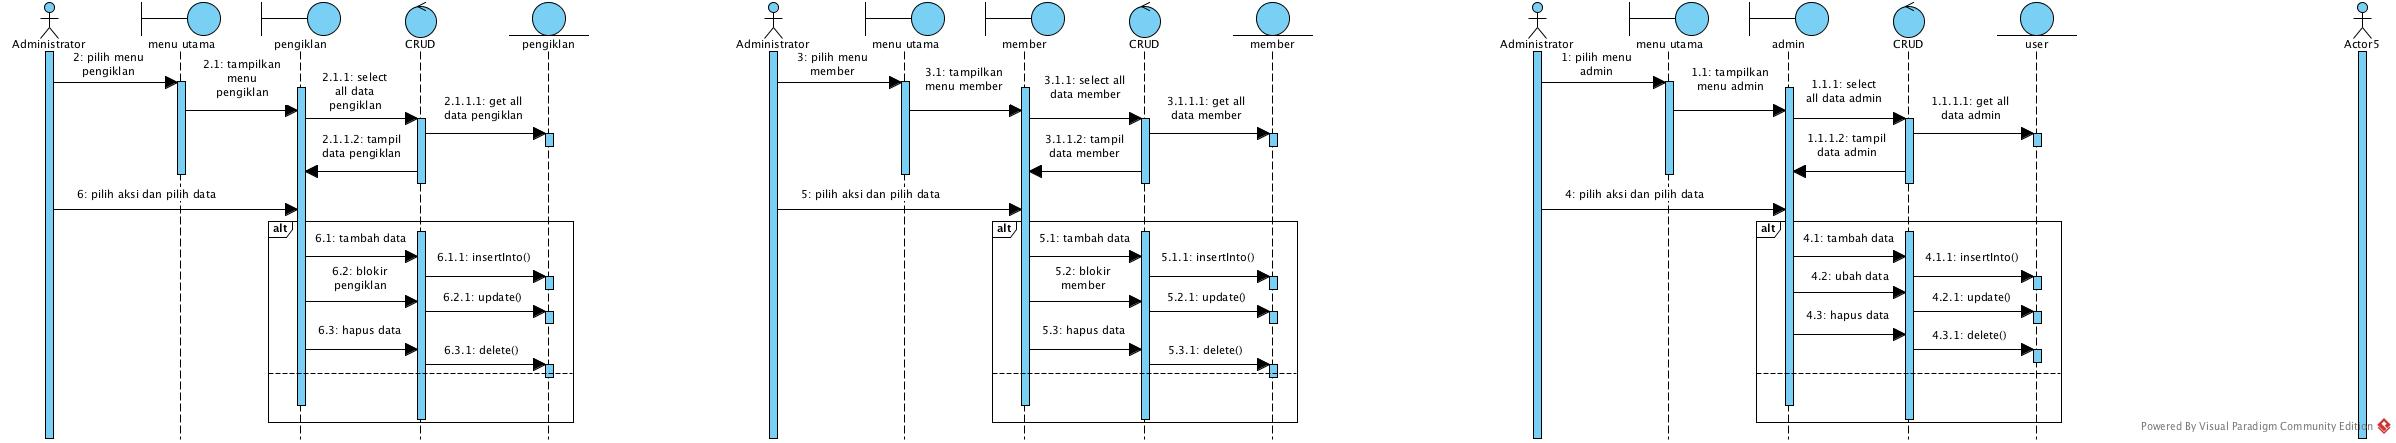 Administrator
menu utama
pengiklan
CRUD
pengiklan
2: pilih menu
pengiklan
2.1: tampilkan
menu
pengiklan
2.1.1: select
all data
pengiklan
2.1.1.1: get all
data pengiklan
2.1.1.2: tampil
data pengiklan
6: pilih aksi dan pilih data
alt
6.1: tambah data
6.1.1: insertInto()
6.2: blokir
pengiklan
6.2.1: update()
6.3: hapus data
6.3.1: delete()
Administrator
menu utama
member
CRUD
member
3: pilih menu
member
3.1: tampilkan
menu member
3.1.1: select all
data member
3.1.1.1: get all
data member
3.1.1.2: tampil
data member
5: pilih aksi dan pilih data
alt
5.1: tambah data
5.1.1: insertInto()
5.2: blokir
member
5.2.1: update()
5.3: hapus data
5.3.1: delete()
Administrator
menu utama
admin
CRUD
user
1: pilih menu
admin
1.1: tampilkan
menu admin
1.1.1: select
all data admin
1.1.1.1: get all
data admin
1.1.1.2: tampil
data admin
4: pilih aksi dan pilih data
alt
4.1: tambah data
4.1.1: insertInto()
4.2: ubah data
4.2.1: update()
4.3: hapus data
4.3.1: delete()
Actor5
Powered By Visual Paradigm Community Edition